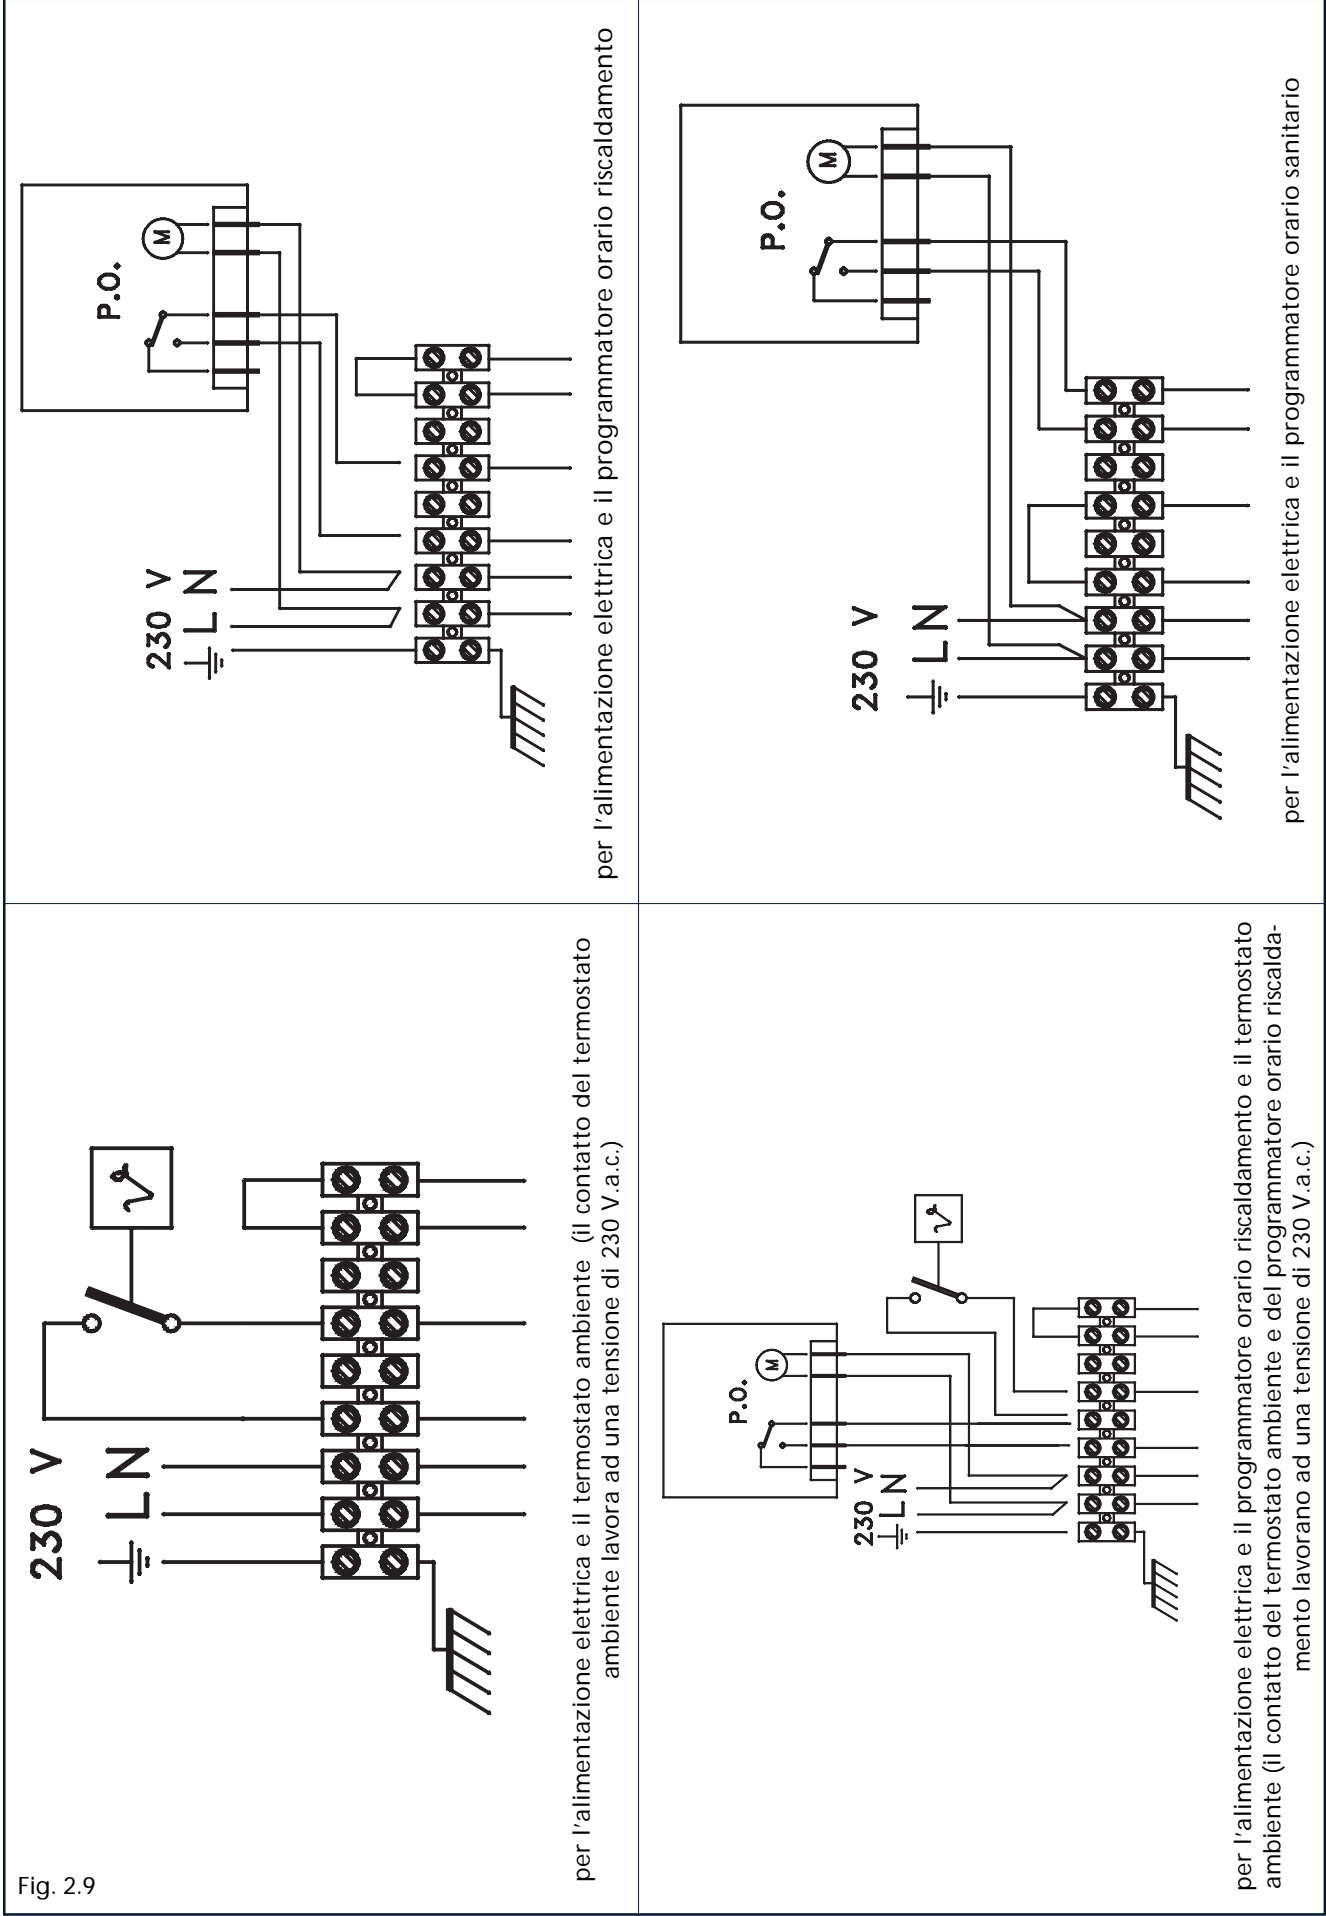 230 V
L N
per l'alimentazione elettrica e il termostato ambiente (il contatto del termostato
ambiente lavora ad una tensione di 230 V.a.c.)
P.O.
M
230 V
L N
per l'alimentazione elettrica e il programmatore orario riscaldamento
P.O.
M
230 V
L N
per l'alimentazione elettrica e il programmatore orario riscaldamento e il termostato
ambiente (il contatto del termostato ambiente e del programmatore orario riscalda-
mento lavorano ad una tensione di 230 V.a.c.)
P.O.
M
230 V
L N
per l'alimentazione elettrica e il programmatore orario sanitario
Fig. 2.9